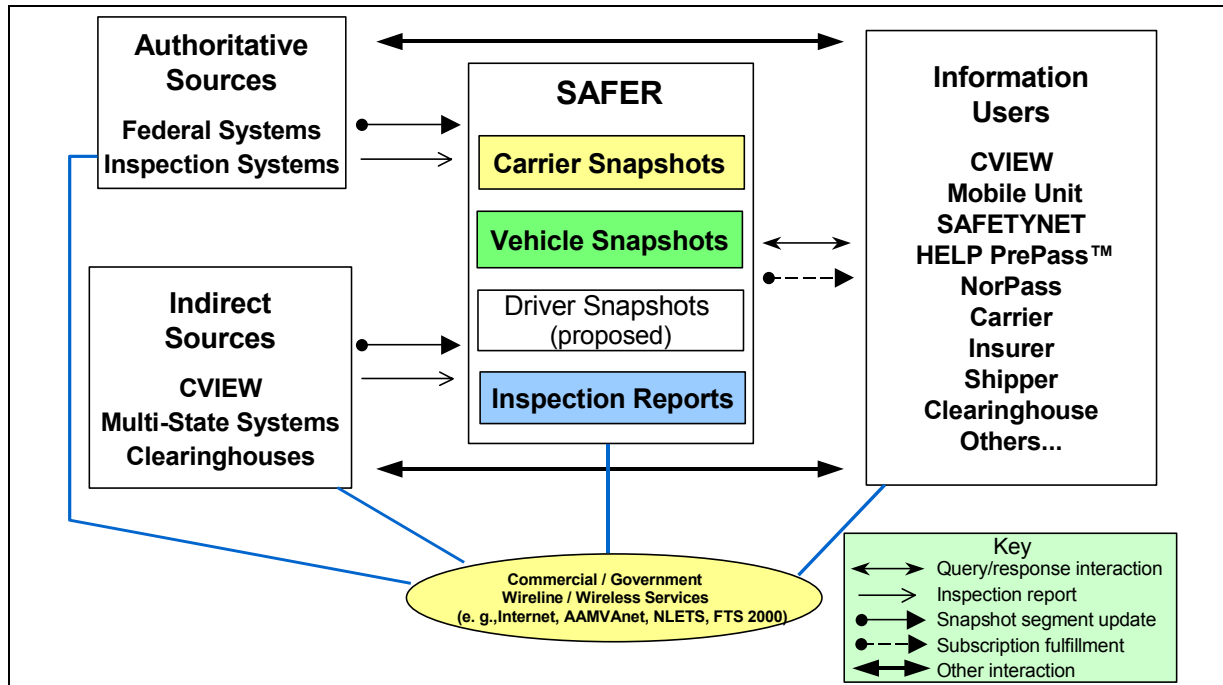 Authoritative
Sources
Federal Systems
Inspection Systems
Indirect
Sources
CVIEW
Multi-State Systems
Clearinghouses
SAFER
Carrier Snapshots
Vehicle Snapshots
Driver Snapshots
(proposed)
Inspection Reports
Information
Users
CVIEW
Mobile Unit
SAFETYNET
HELP PrePass™
NorPass
Carrier
Insurer
Shipper
Clearinghouse
Others...
Commercial / Government
Wireline / Wireless Services
(e. g.,Internet, AAMVAnet, NLETS, FTS 2000)
Key
Query/response interaction
Inspection report
Snapshot segment update
Subscription fulfillment
Other interaction